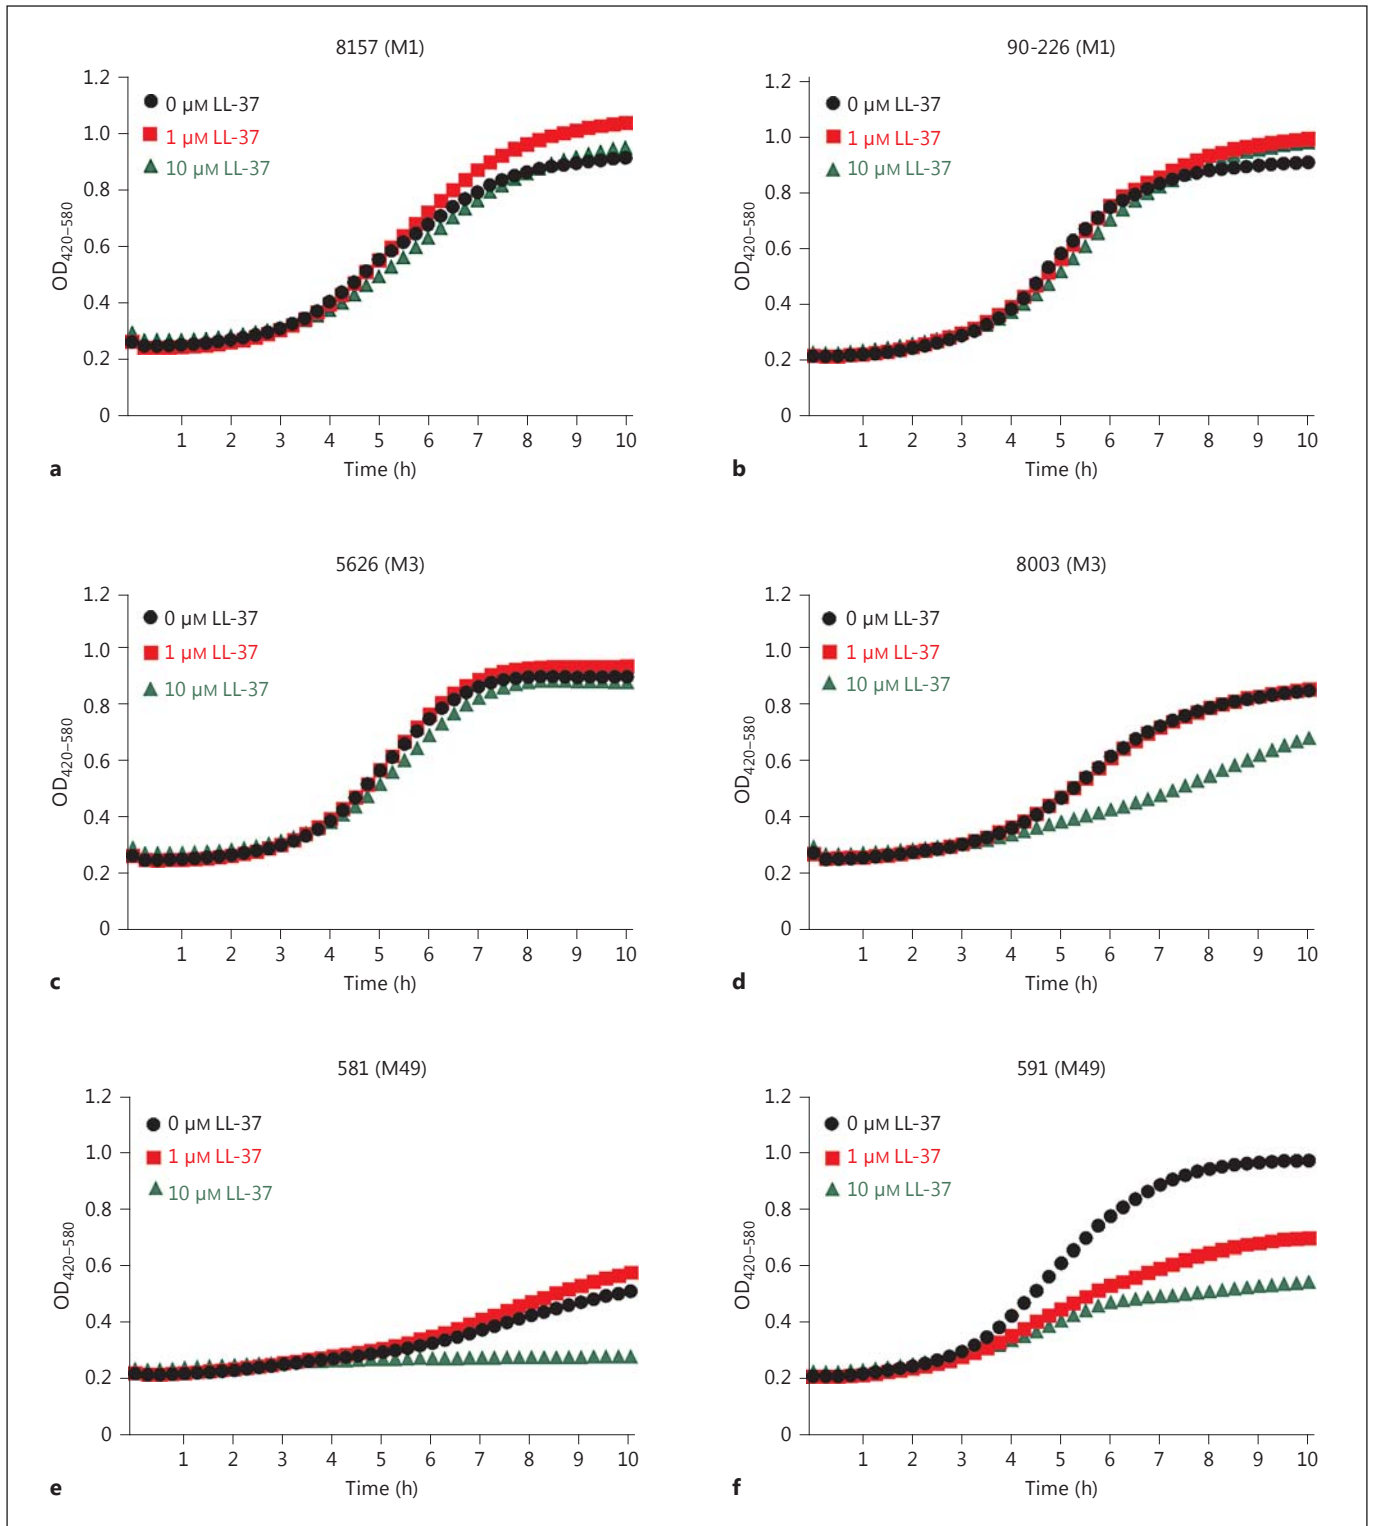 8157 (M1)
1.2
1.0
0.8
0.6
0.4
0.2
0
OD420–580
0 µM LL-37
1 µM LL-37
10 µM LL-37
1 2 3 4 5 6 7 8 9 10
Time (h)
a
90-226 (M1)
1.2
1.0
0.8
0.6
0.4
0.2
0
OD420–580
0 µM LL-37
1 µM LL-37
10 µM LL-37
1 2 3 4 5 6 7 8 9 10
Time (h)
b
5626 (M3)
1.2
1.0
0.8
0.6
0.4
0.2
0
OD420–580
0 µM LL-37
1 µM LL-37
10 µM LL-37
1 2 3 4 5 6 7 8 9 10
Time (h)
c
8003 (M3)
1.2
1.0
0.8
0.6
0.4
0.2
0
OD420–580
0 µM LL-37
1 µM LL-37
10 µM LL-37
1 2 3 4 5 6 7 8 9 10
Time (h)
d
581 (M49)
1.2
1.0
0.8
0.6
0.4
0.2
0
OD420–580
0 µM LL-37
1 µM LL-37
10 µM LL-37
1 2 3 4 5 6 7 8 9 10
Time (h)
e
591 (M49)
1.2
1.0
0.8
0.6
0.4
0.2
0
OD420–580
0 µM LL-37
1 µM LL-37
10 µM LL-37
1 2 3 4 5 6 7 8 9 10
Time (h)
f